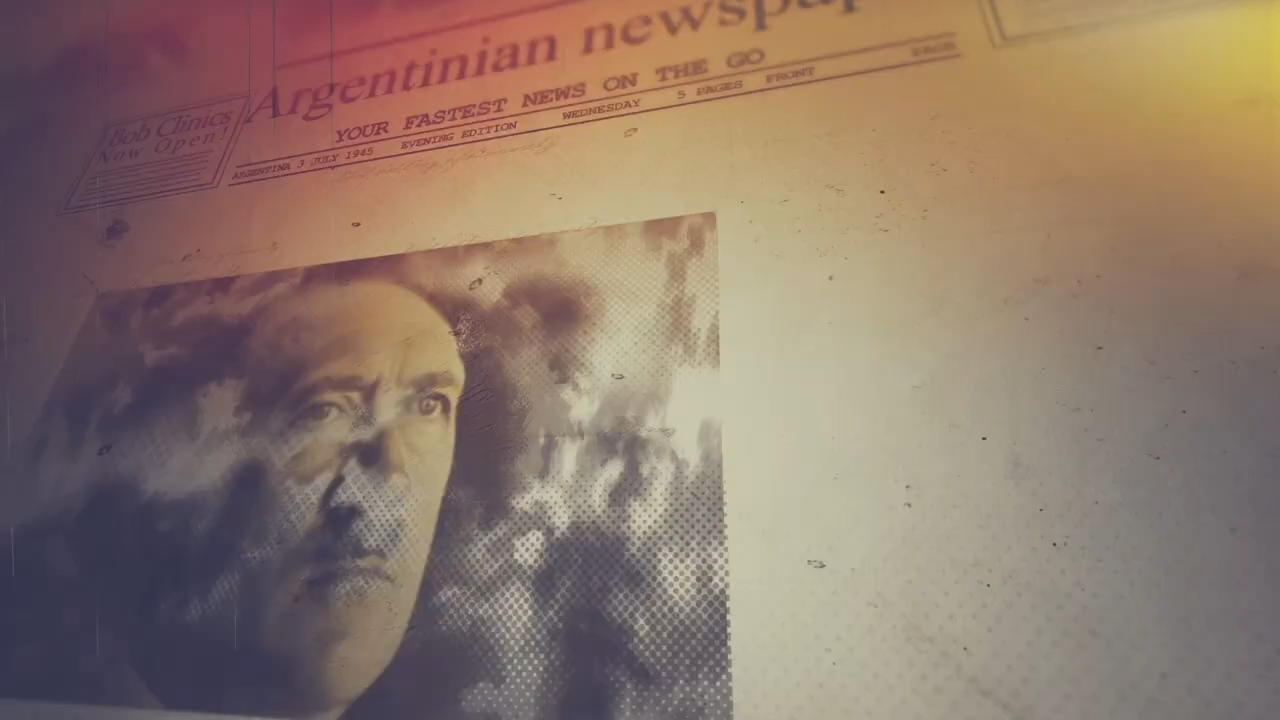 Argentinian newspap
Bob Clinics
Now Open!
YOUR FASTEST NEWS ON THE GO
ARGENTINA 3 JULY 1945 EVENING EDITION WEDNESDAY 5 PAGES FRONT PAGE